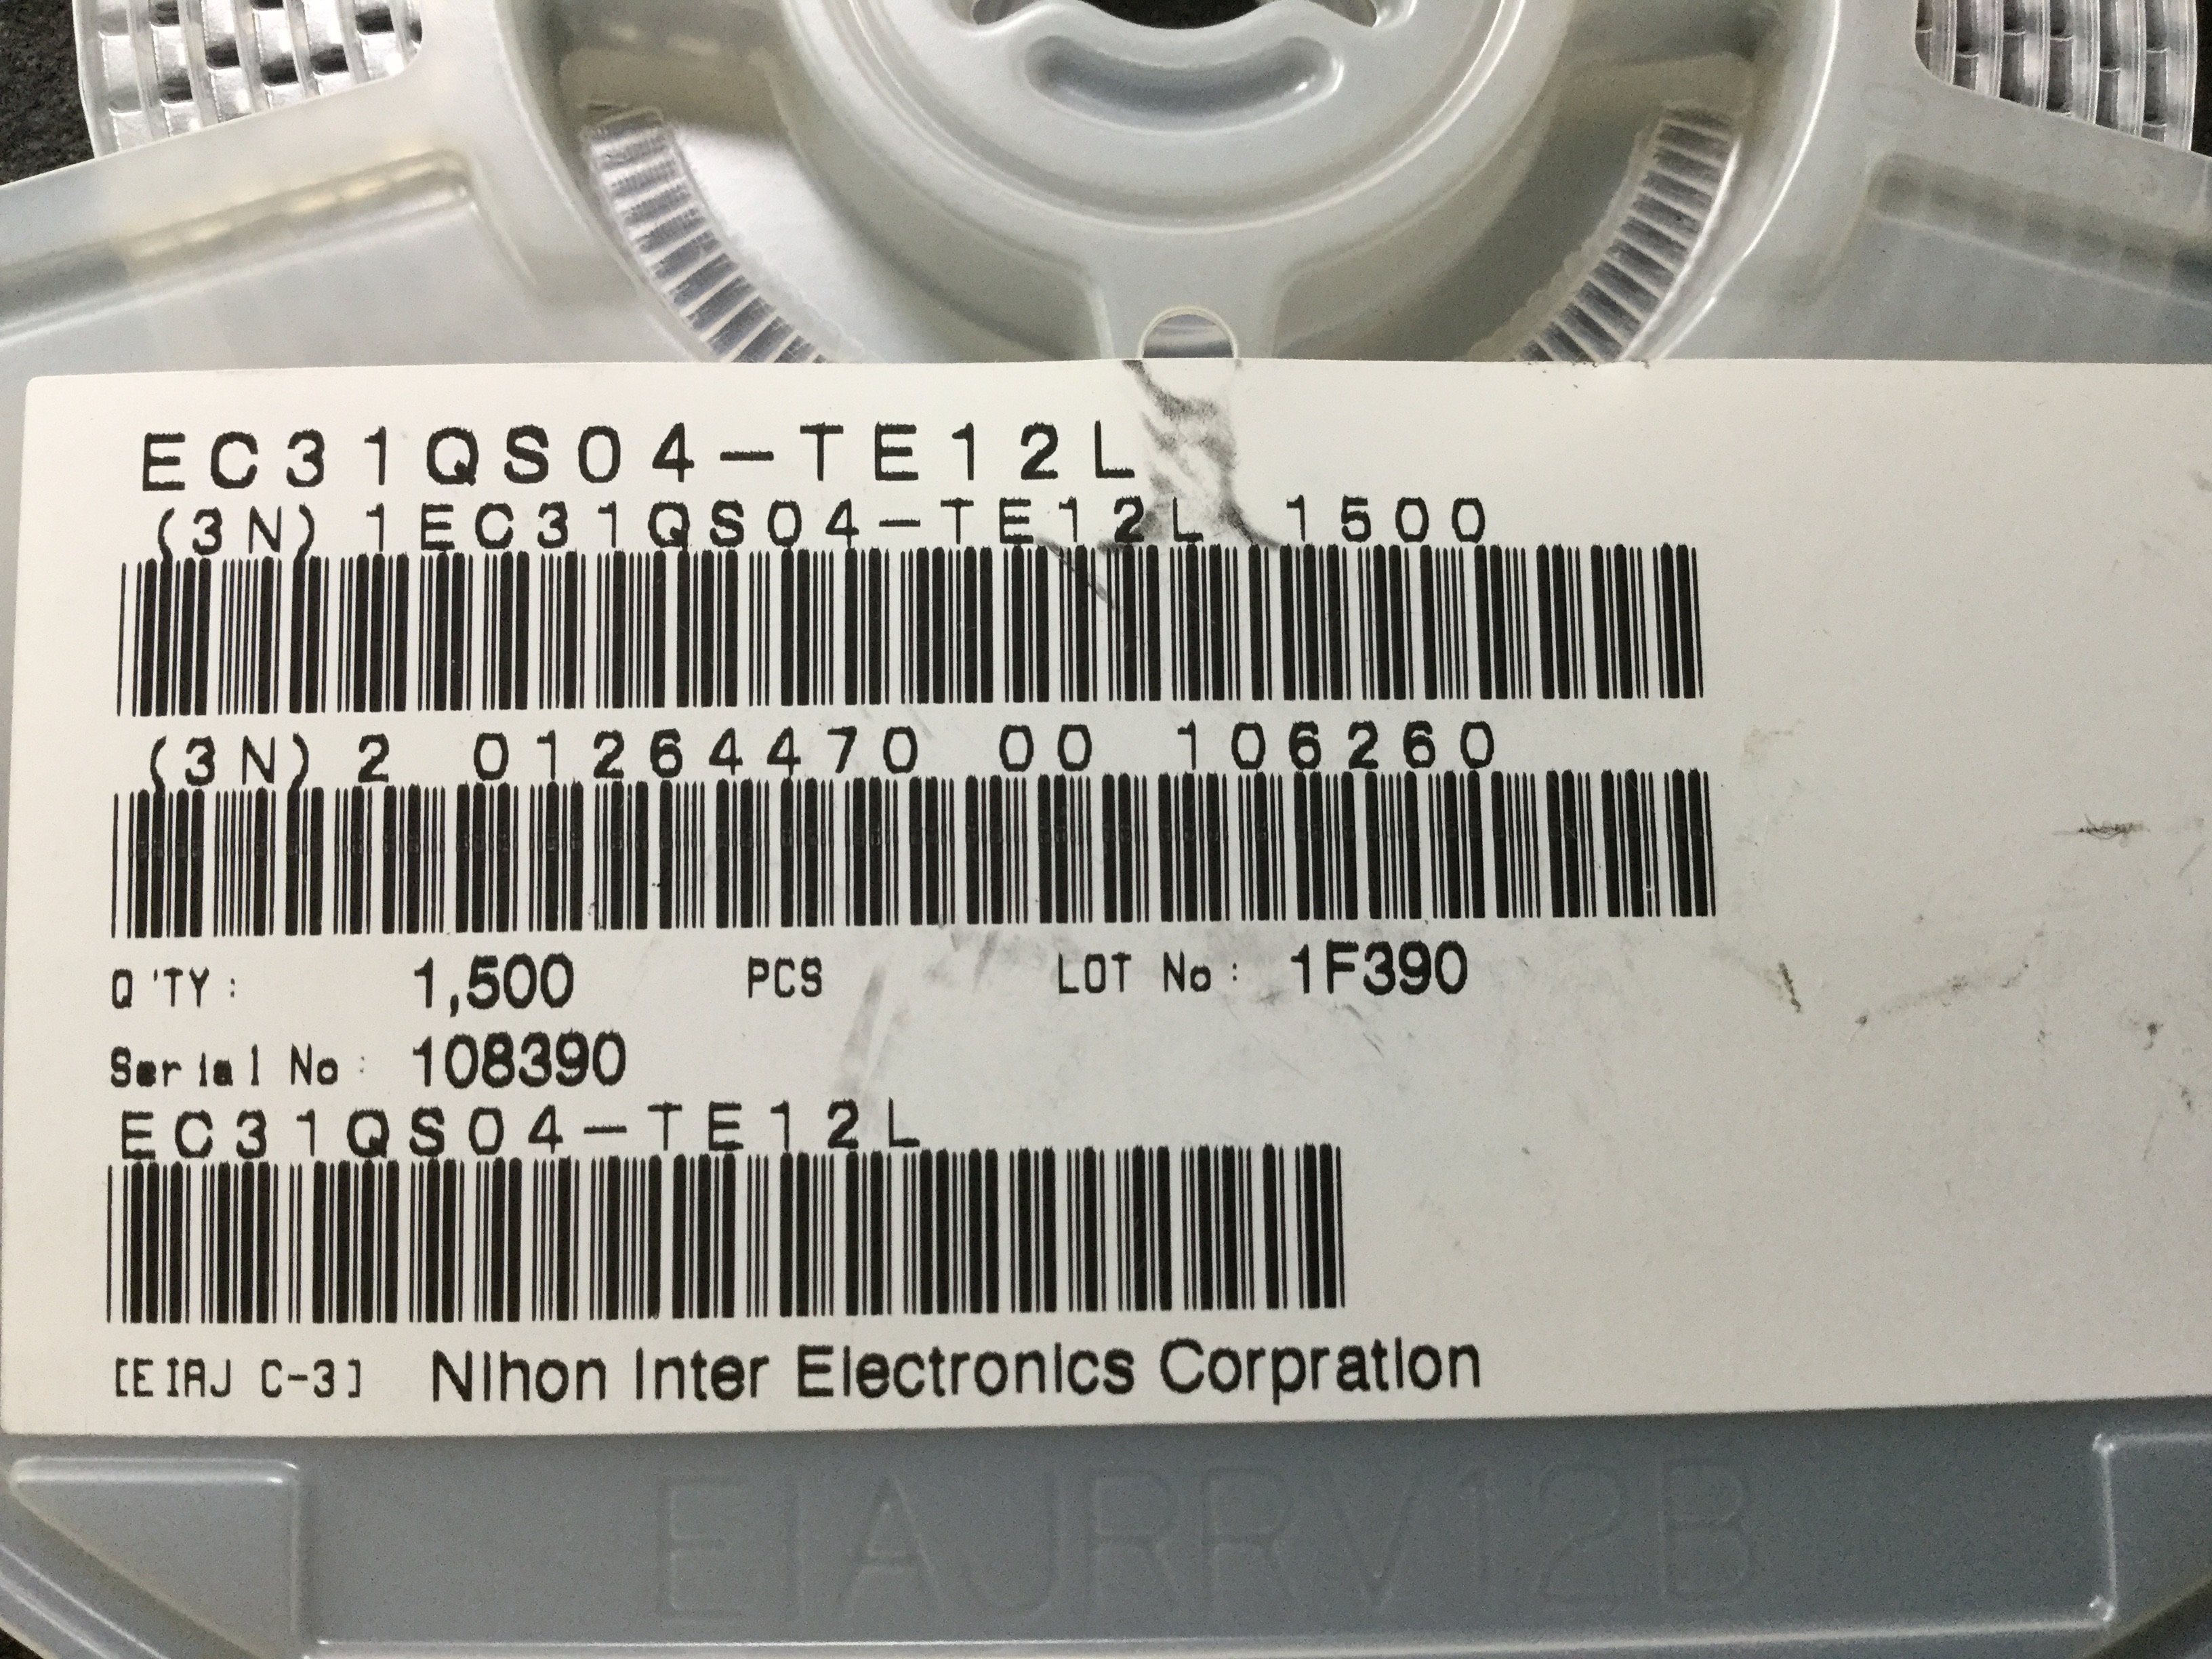 EC31QS04-TE12L
(3N) 1EC31QS04-TE12L 1500
(3N) 2 01264470 00 106260
Q'TY: 1,500 PCS LOT No: 1F390
Serial No: 108390
EC31QS04-TE12L
[EIAJ C-3] Nihon Inter Electronics Corpration
EIAJRRV12B